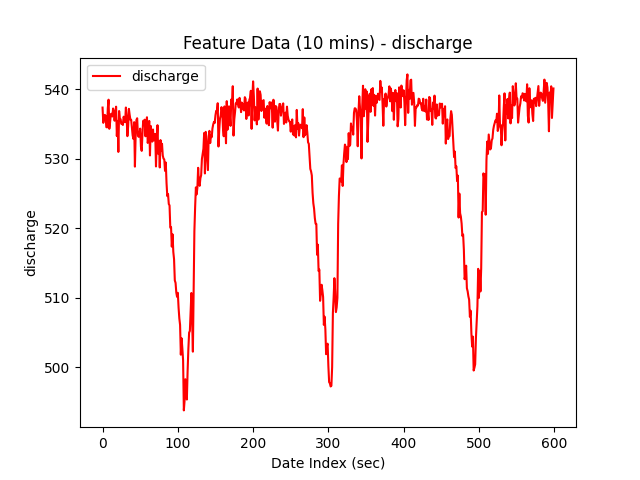 Feature Data (10 mins) - discharge
discharge
540
530
520
510
500
discharge
0 100 200 300 400 500 600
Date Index (sec)